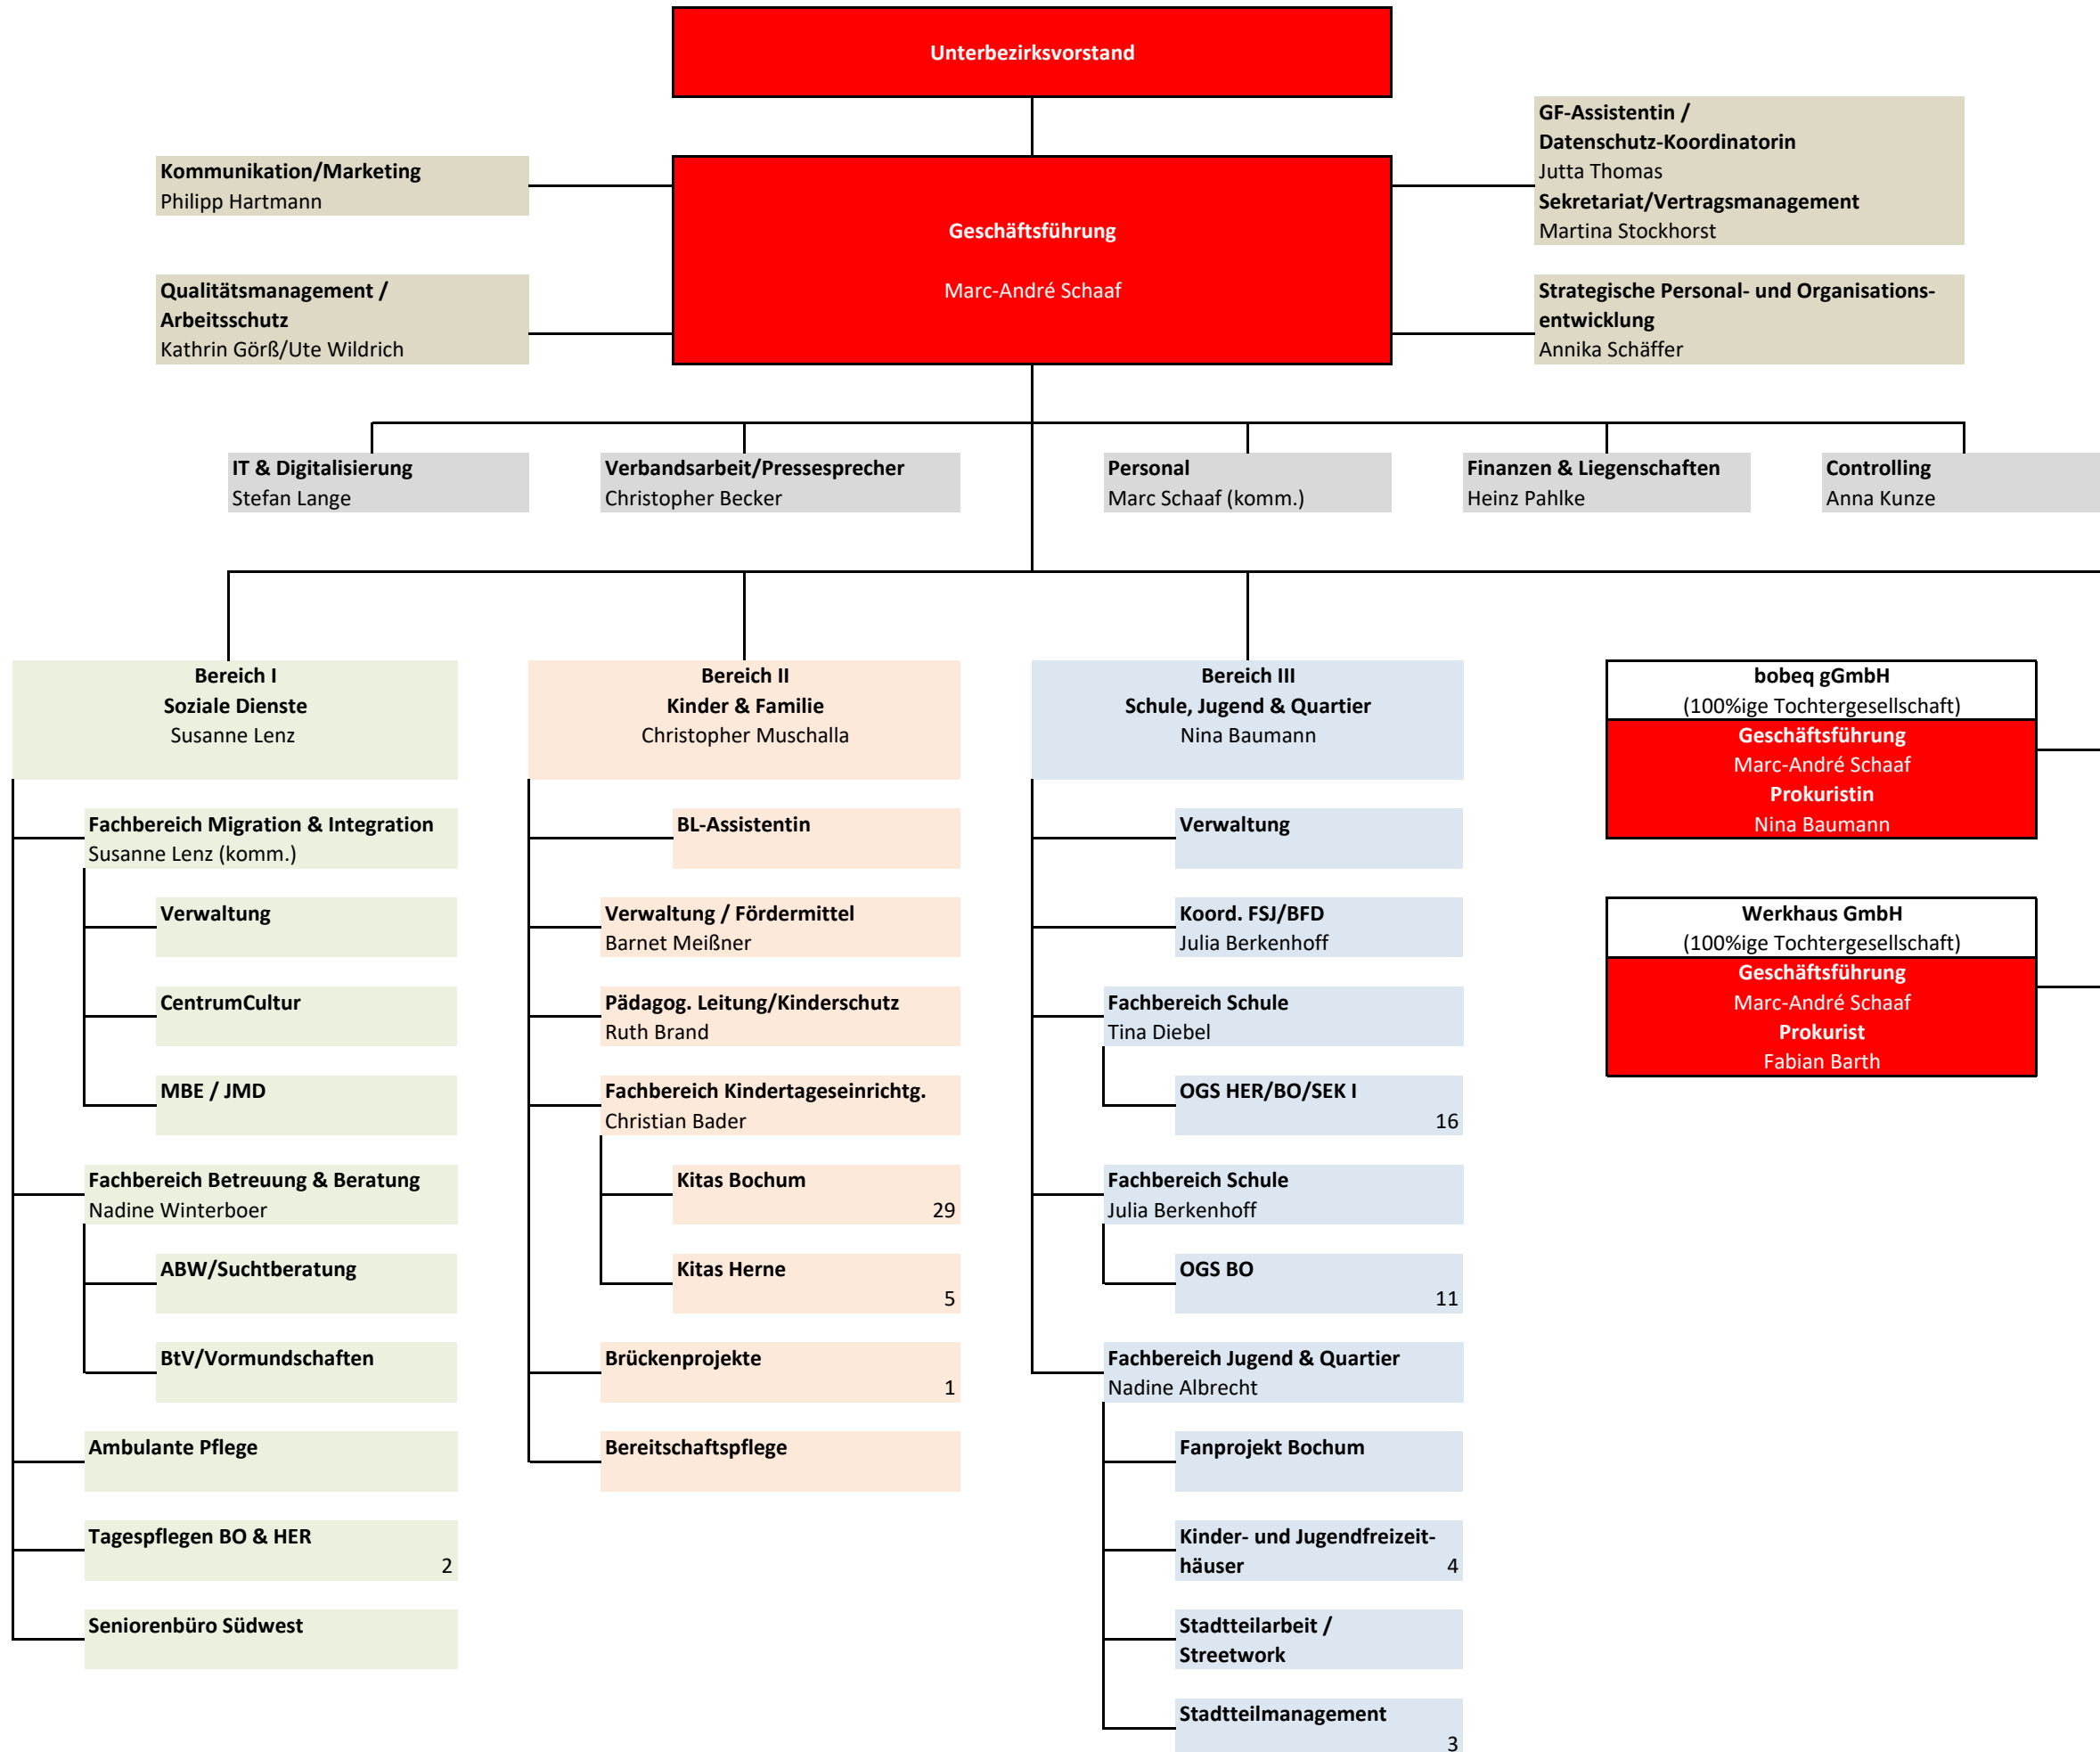 Unterbezirksvorstand
GF-Assistentin /
Datenschutz-Koordinatorin
Jutta Thomas
Sekretariat/Vertragsmanagement
Martina Stockhorst
Kommunikation/Marketing
Philipp Hartmann
Geschäftsführung
Marc-André Schaaf
Qualitätsmanagement /
Arbeitsschutz
Kathrin Görß/Ute Wildrich
Strategische Personal- und Organisations-
entwicklung
Annika Schäffer
IT & Digitalisierung
Stefan Lange
Verbandsarbeit/Pressesprecher
Christopher Becker
Personal
Marc Schaaf (komm.)
Finanzen & Liegenschaften
Heinz Pahlke
Controlling
Anna Kunze
Bereich I
Soziale Dienste
Susanne Lenz
Fachbereich Migration & Integration
Susanne Lenz (komm.)
Verwaltung
CentrumCultur
MBE / JMD
Fachbereich Betreuung & Beratung
Nadine Winterboer
ABW/Suchtberatung
BtV/Vormundschaften
Ambulante Pflege
Tagespflegen BO & HER
2
Seniorenbüro Südwest
Bereich II
Kinder & Familie
Christopher Muschalla
BL-Assistentin
Verwaltung / Fördermittel
Barnet Meißner
Pädagog. Leitung/Kinderschutz
Ruth Brand
Fachbereich Kindertageseinrichtg.
Christian Bader
Kitas Bochum
29
Kitas Herne
5
Brückenprojekte
1
Bereitschaftspflege
Bereich III
Schule, Jugend & Quartier
Nina Baumann
Verwaltung
Koord. FSJ/BFD
Julia Berkenhoff
Fachbereich Schule
Tina Diebel
OGS HER/BO/SEK I
16
Fachbereich Schule
Julia Berkenhoff
OGS BO
11
Fachbereich Jugend & Quartier
Nadine Albrecht
Fanprojekt Bochum
Kinder- und Jugendfreizeit-
häuser 4
Stadtteilarbeit /
Streetwork
Stadtteilmanagement
3
bobeq gGmbH
(100%ige Tochtergesellschaft)
Geschäftsführung
Marc-André Schaaf
Prokuristin
Nina Baumann
Werkhaus GmbH
(100%ige Tochtergesellschaft)
Geschäftsführung
Marc-André Schaaf
Prokurist
Fabian Barth